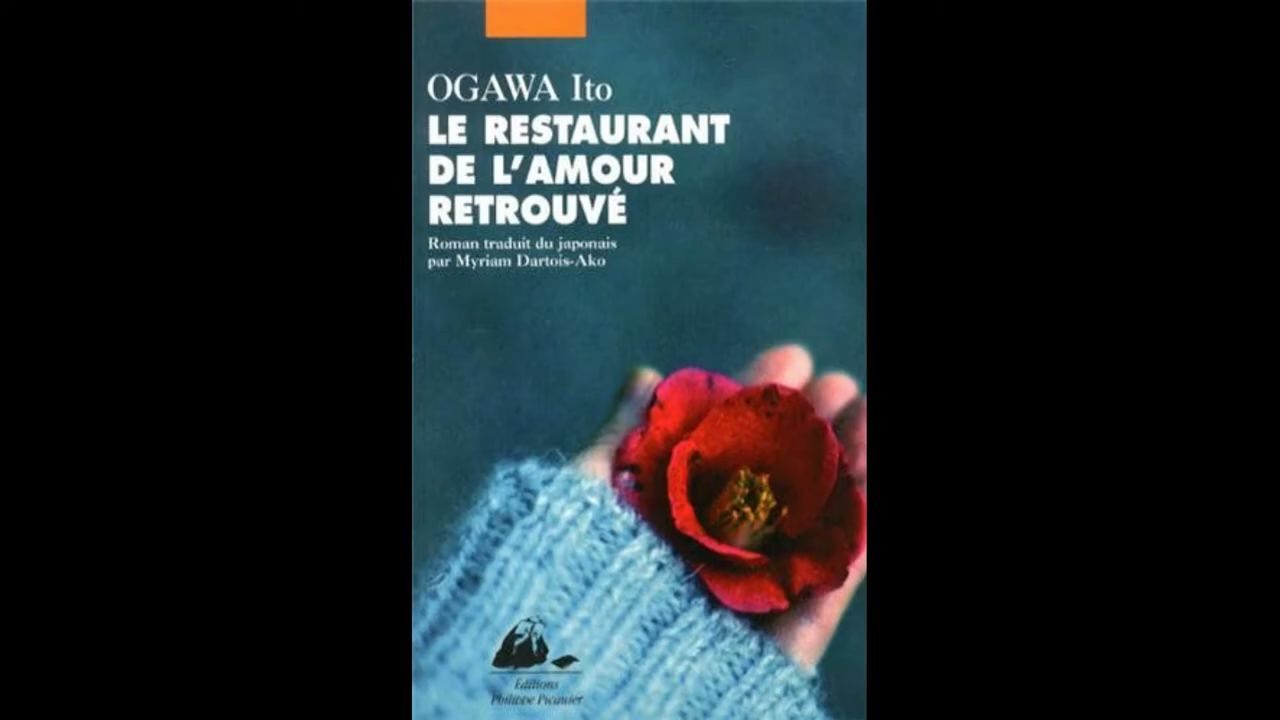 OGAWA Ito
LE RESTAURANT
DE L'AMOUR
RETROUVÉ
Roman traduit du japonais
par Myriam Dartois-Ako
Éditions
Philippe Picquier